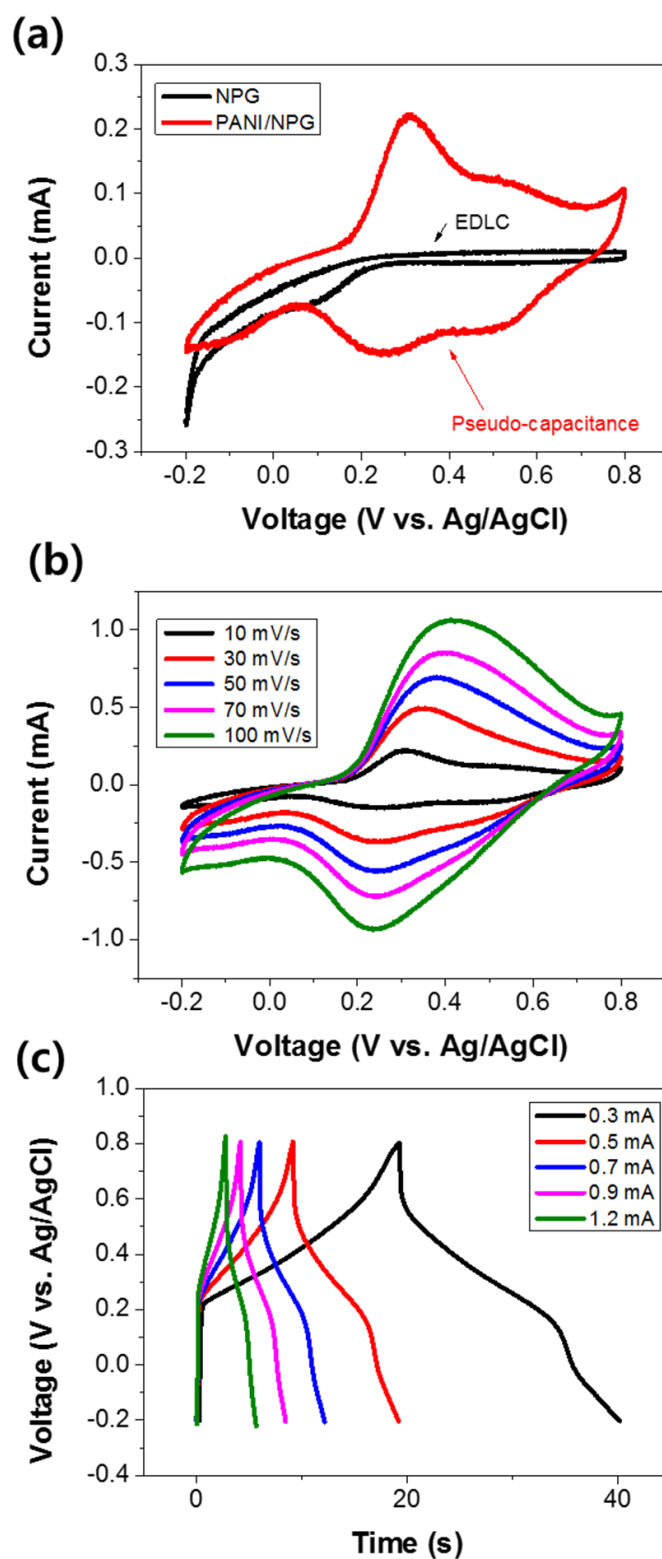 (a)
0.3
0.2
0.1
0.0
-0.1
-0.2
-0.3
Current (mA)
NPG
PANI/NPG
EDLC
Pseudo-capacitance
-0.2 0.0 0.2 0.4 0.6 0.8
Voltage (V vs. Ag/AgCl)
(b)
1.0
0.5
0.0
-0.5
-1.0
Current (mA)
10 mV/s
30 mV/s
50 mV/s
70 mV/s
100 mV/s
-0.2 0.0 0.2 0.4 0.6 0.8
Voltage (V vs. Ag/AgCl)
(c)
1.0
0.8
0.6
0.4
0.2
0.0
-0.2
-0.4
Voltage (V vs. Ag/AgCl)
0.3 mA
0.5 mA
0.7 mA
0.9 mA
1.2 mA
0 20 40
Time (s)